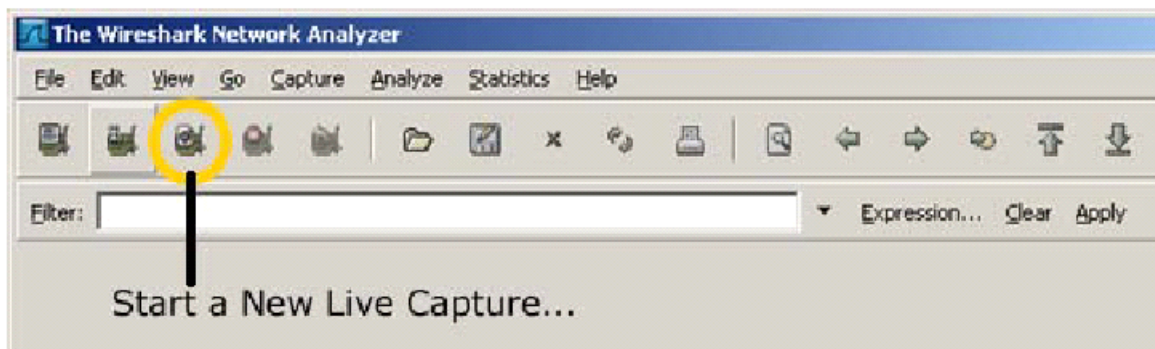 The Wireshark Network Analyzer
File Edit View Go Capture Analyze Statistics Help
Filter: Expression... Clear Apply
Start a New Live Capture...